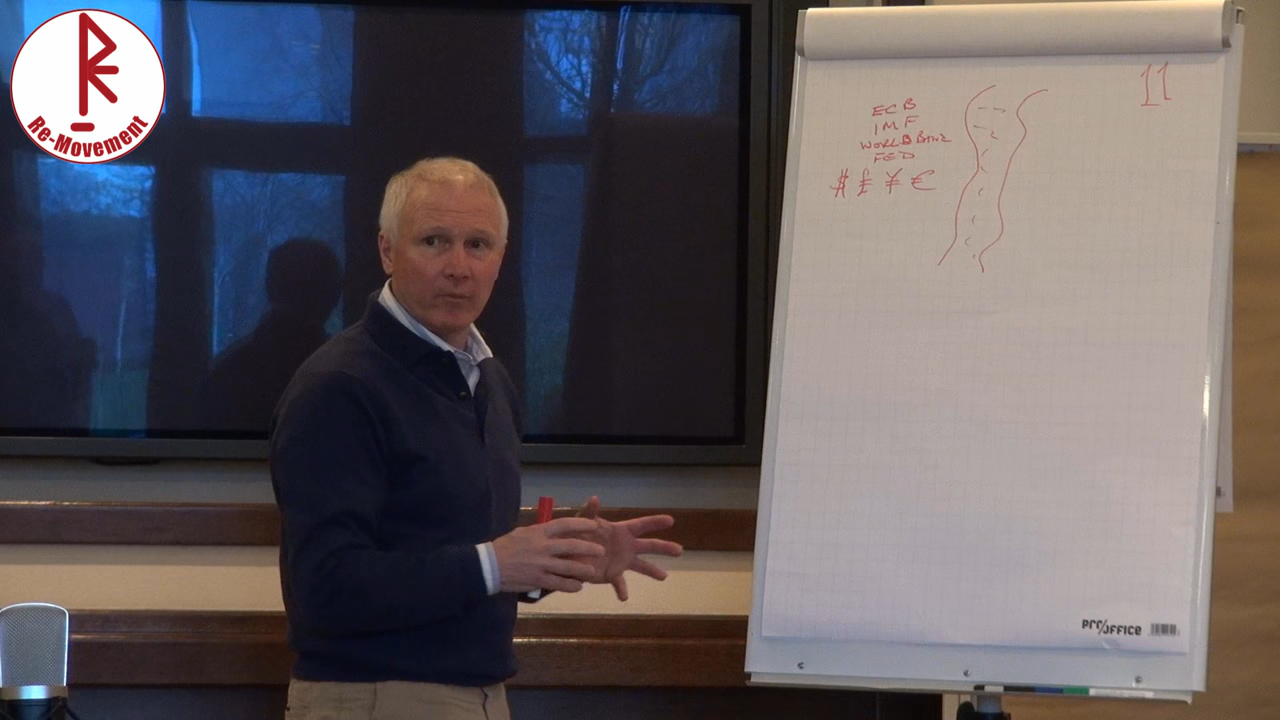 Re-Movement
11
ECB
IMF
WORLD BANK
FED
$ £ ¥ €
PRO/OFFICE